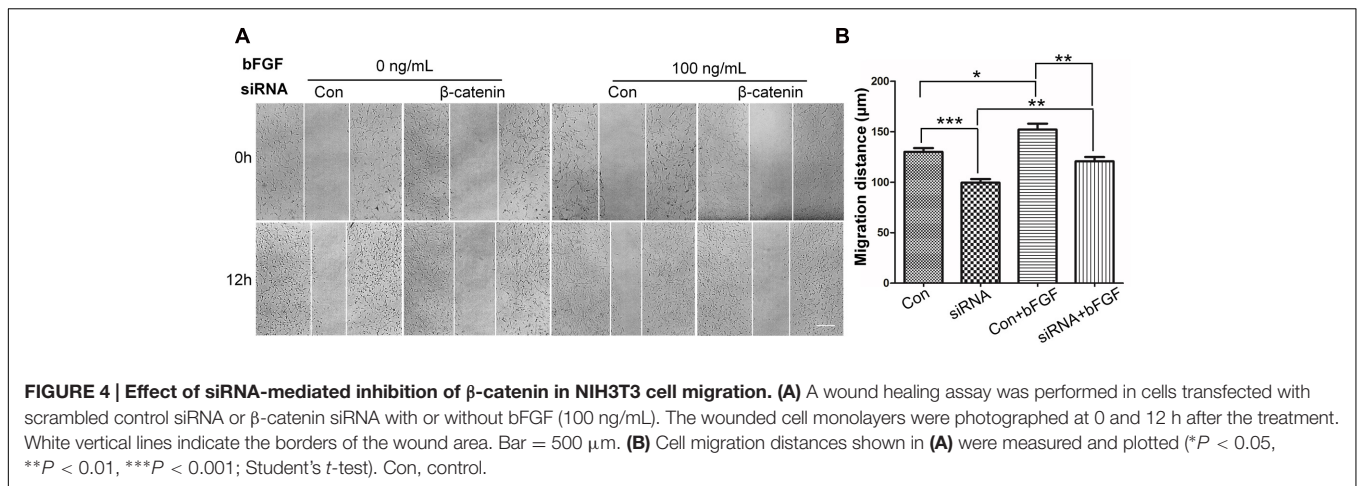 A
bFGF
0 ng/mL
100 ng/mL
siRNA
Con
β-catenin
Con
β-catenin
0h
12h
B
Migration distance (μm)
200
150
100
50
0
*
**
***
**
Con
siRNA
Con+bFGF
siRNA+bFGF
FIGURE 4 | Effect of siRNA-mediated inhibition of β-catenin in NIH3T3 cell migration. (A) A wound healing assay was performed in cells transfected with
scrambled control siRNA or β-catenin siRNA with or without bFGF (100 ng/mL). The wounded cell monolayers were photographed at 0 and 12 h after the treatment.
White vertical lines indicate the borders of the wound area. Bar = 500 μm. (B) Cell migration distances shown in (A) were measured and plotted (*P < 0.05,
**P < 0.01, ***P < 0.001; Student's t-test). Con, control.